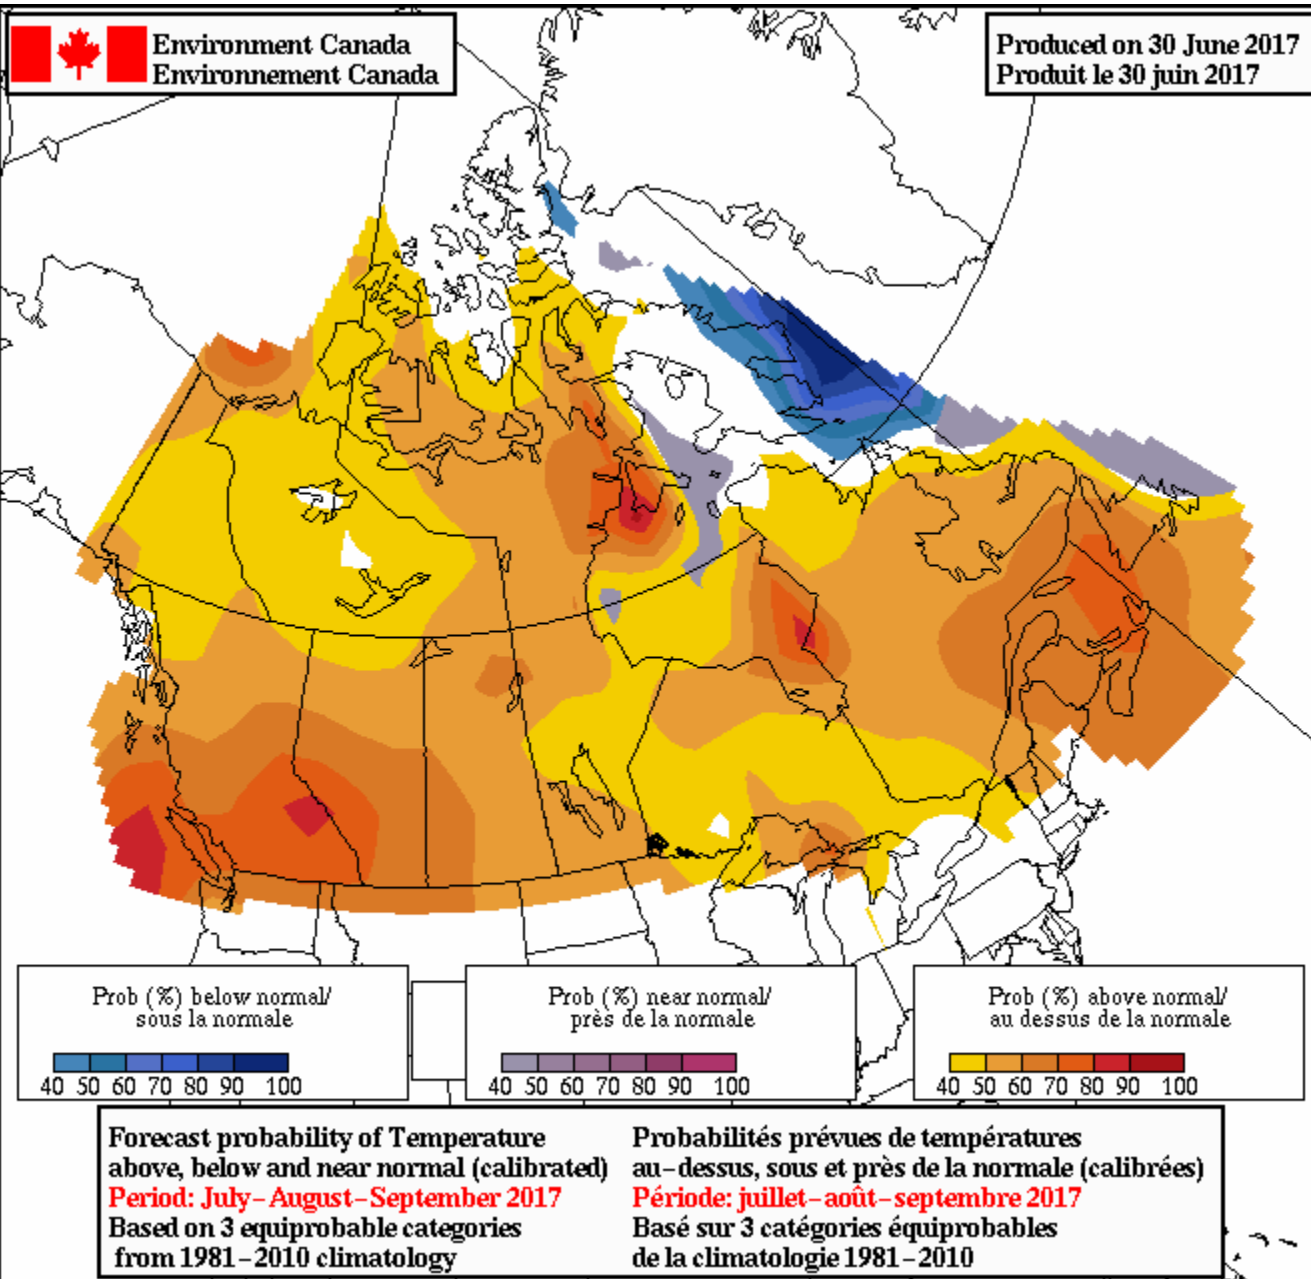 Environment Canada
Environnement Canada
Produced on 30 June 2017
Produit le 30 juin 2017
Prob (%) below normal/
sous la normale
40 50 60 70 80 90 100
Prob (%) near normal/
près de la normale
40 50 60 70 80 90 100
Prob (%) above normal/
au dessus de la normale
40 50 60 70 80 90 100
Forecast probability of Temperature
above, below and near normal (calibrated)
Period: July-August-September 2017
Based on 3 equiprobable categories
from 1981-2010 climatology
Probabilités prévues de températures
au-dessus, sous et près de la normale (calibrées)
Période: juillet-août-septembre 2017
Basé sur 3 catégories équiprobables
de la climatologie 1981-2010